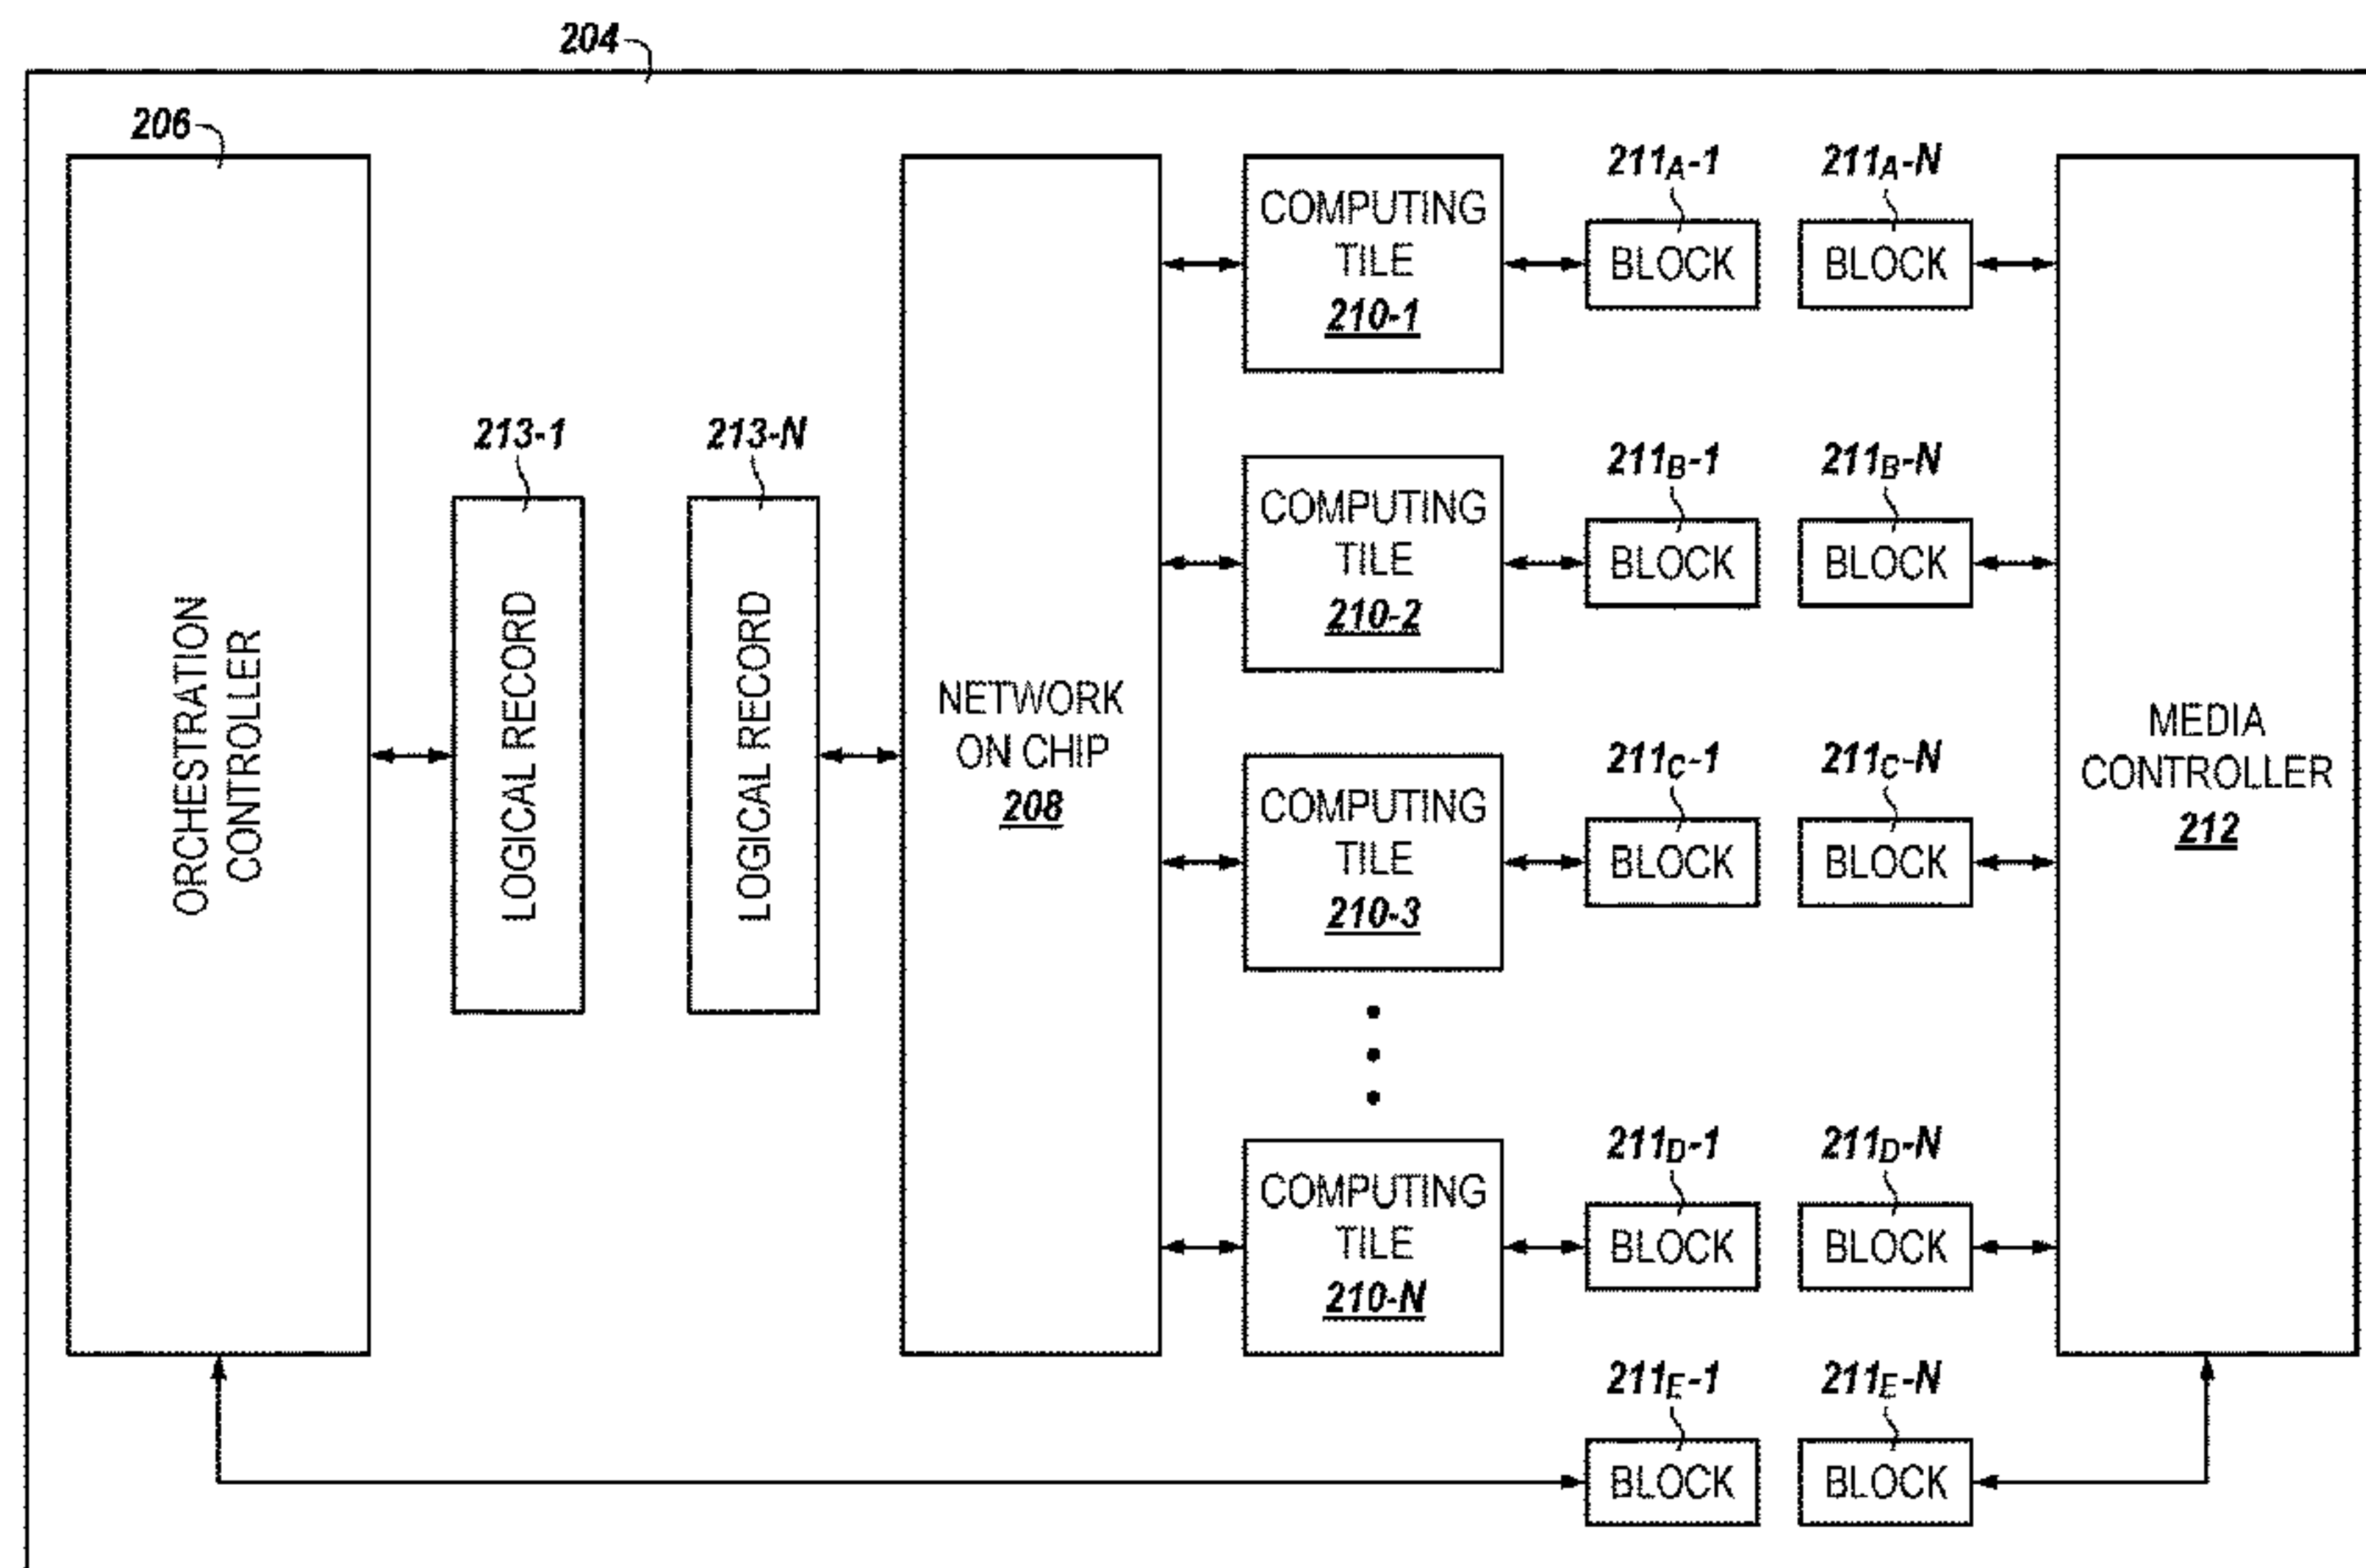 204
206
ORCHESTRATION
CONTROLLER
213-1
LOGICAL RECORD
213-N
LOGICAL RECORD
NETWORK
ON CHIP
208
COMPUTING
TILE
210-1
211A-1
BLOCK
211A-N
BLOCK
COMPUTING
TILE
210-2
211B-1
BLOCK
211B-N
BLOCK
COMPUTING
TILE
210-3
211C-1
BLOCK
211C-N
BLOCK
COMPUTING
TILE
210-N
211D-1
BLOCK
211D-N
BLOCK
211E-1
BLOCK
211E-N
BLOCK
MEDIA
CONTROLLER
212